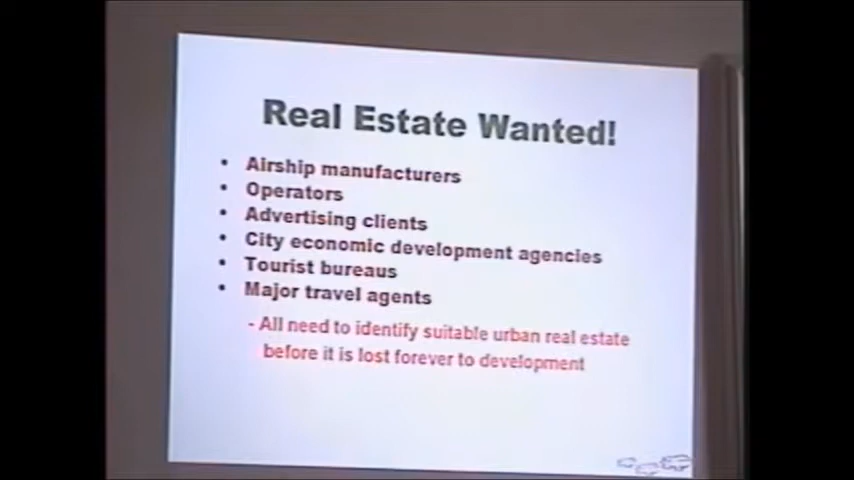 Real Estate Wanted!
• Airship manufacturers
• Operators
• Advertising clients
• City economic development agencies
• Tourist bureaus
• Major travel agents
- All need to identify suitable urban real estate
before it is lost forever to development